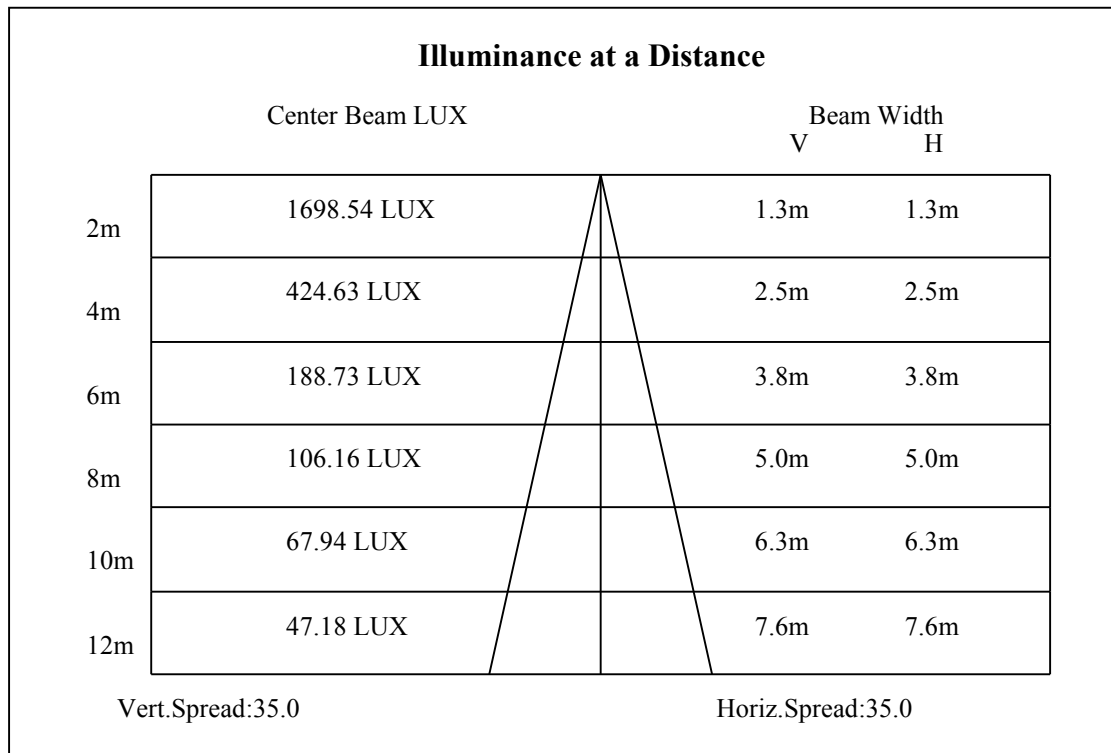 Illuminance at a Distance
Center Beam LUX Beam Width
V H
2m 1698.54 LUX 1.3m 1.3m
4m 424.63 LUX 2.5m 2.5m
6m 188.73 LUX 3.8m 3.8m
8m 106.16 LUX 5.0m 5.0m
10m 67.94 LUX 6.3m 6.3m
12m 47.18 LUX 7.6m 7.6m
Vert.Spread:35.0 Horiz.Spread:35.0